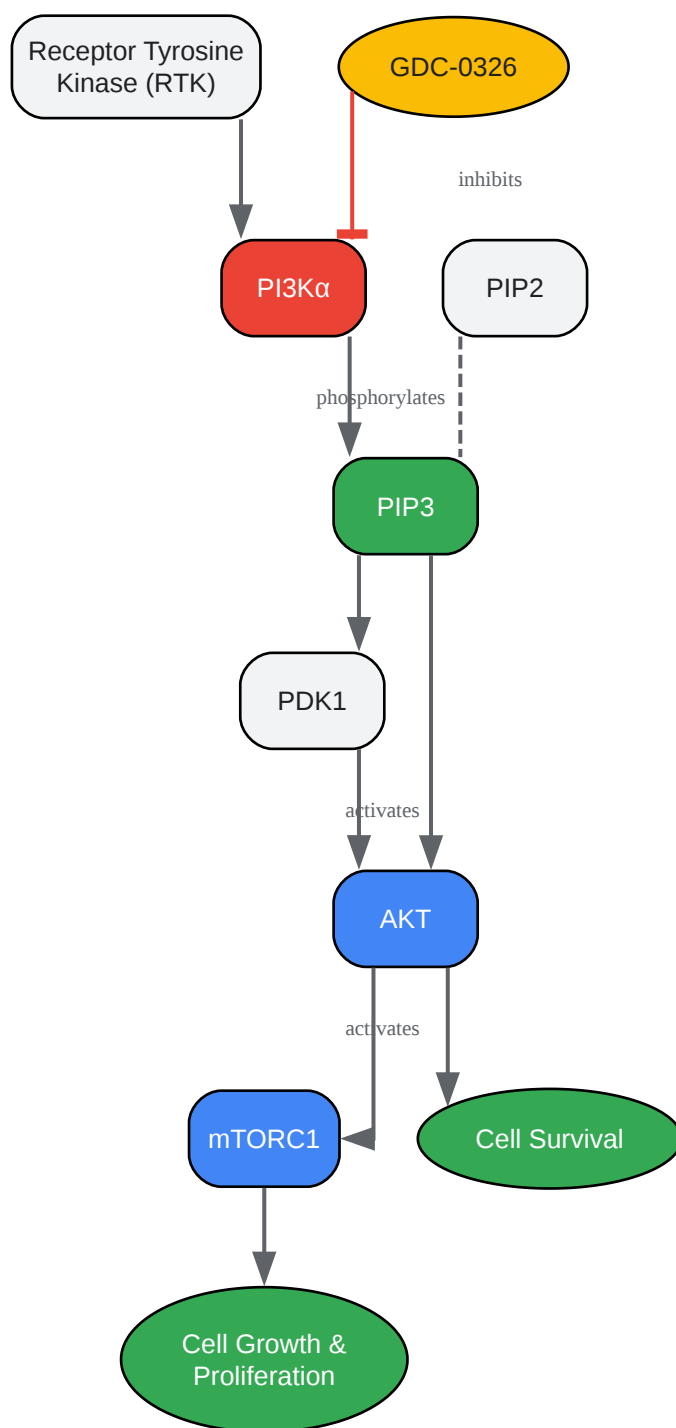 Receptor Tyrosine
Kinase (RTK)
GDC-0326
inhibits
PI3Kα
PIP2
phosphorylates
PIP3
PDK1
activates
AKT
activates
mTORC1
Cell Survival
Cell Growth &
Proliferation